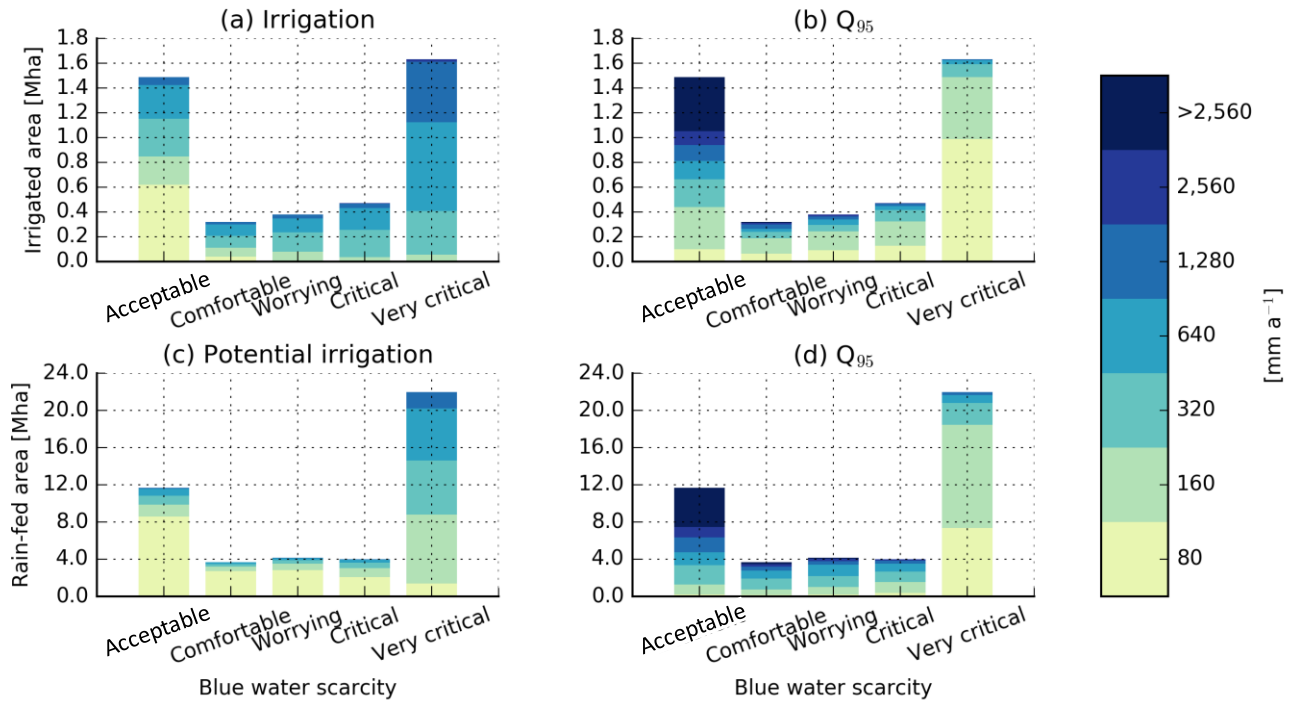 (a) Irrigation
Irrigated area [Mha]
1.8
1.6
1.4
1.2
1.0
0.8
0.6
0.4
0.2
0.0
Acceptable
Comfortable
Worrying
Critical
Very critical
(b) Q₉₅
1.8
1.6
1.4
1.2
1.0
0.8
0.6
0.4
0.2
0.0
Acceptable
Comfortable
Worrying
Critical
Very critical
(c) Potential irrigation
Rain-fed area [Mha]
24.0
20.0
16.0
12.0
8.0
4.0
0.0
Acceptable
Comfortable
Worrying
Critical
Very critical
Blue water scarcity
(d) Q₉₅
24.0
20.0
16.0
12.0
8.0
4.0
0.0
Acceptable
Comfortable
Worrying
Critical
Very critical
Blue water scarcity
>2,560
2,560
1,280
640
320
160
80
[mm a⁻¹]